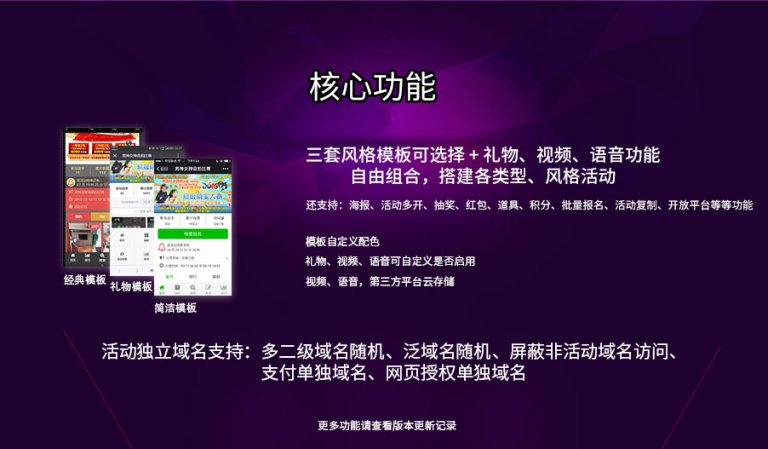 核心功能
三套风格模板可选择 + 礼物、视频、语音功能
自由组合，搭建各类型、风格活动
还支持：海报、活动多开、抽奖、红包、道具、积分、批量报名、活动复制、开放平台等等功能
模板自定义配色
礼物、视频、语音可自定义是否启用
视频、语音，第三方平台云存储
经典模板
礼物模板
简洁模板
活动独立域名支持：多二级域名随机、泛域名随机、屏蔽非活动域名访问、
支付单独域名、网页授权单独域名
更多功能请查看版本更新记录